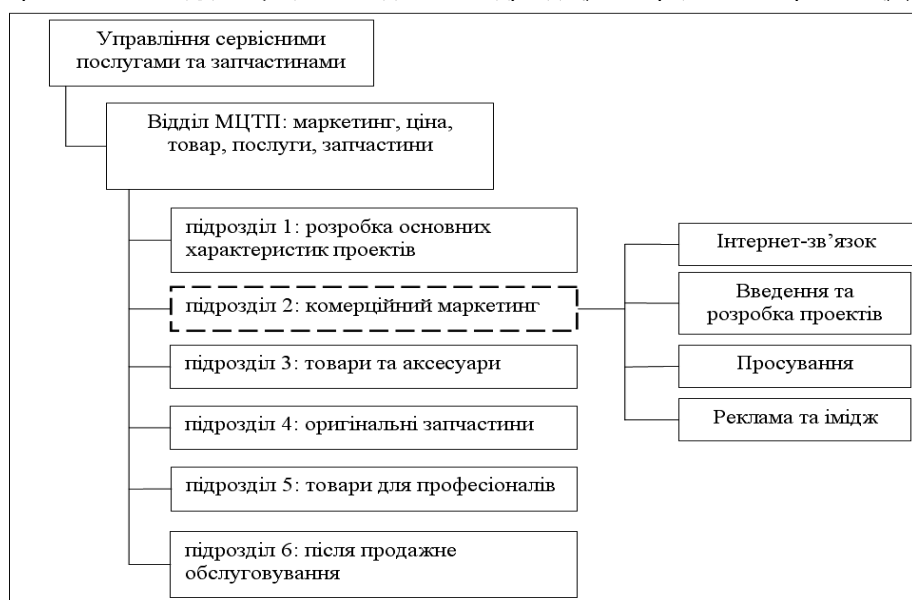 Управління сервісними
послугами та запчастинами
Відділ МЦТП: маркетинг, ціна,
товар, послуги, запчастини
підрозділ 1: розробка основних
характеристик проектів
підрозділ 2: комерційний маркетинг
підрозділ 3: товари та аксесуари
підрозділ 4: оригінальні запчастини
підрозділ 5: товари для професіоналів
підрозділ 6: після продажне
обслуговування
Інтернет-зв’язок
Введення та
розробка проектів
Просування
Реклама та імідж